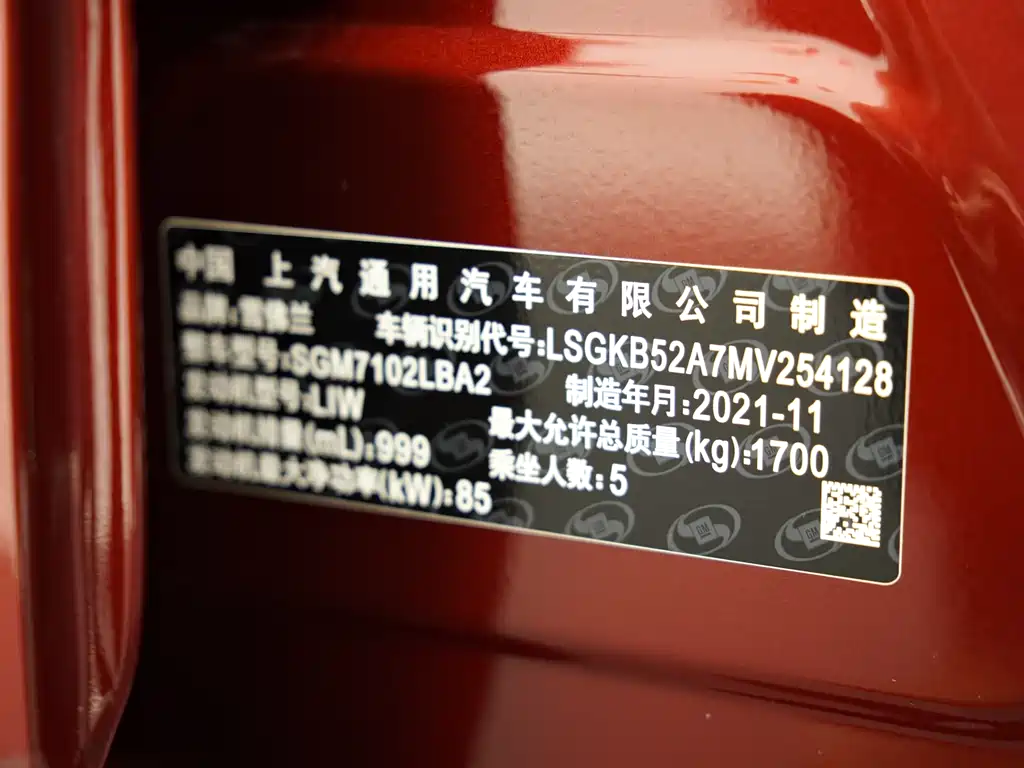 中国 上汽通用汽车有限公司制造
品牌:雪佛兰 车辆识别代号:LSGKB52A7MV254128
整车型号:SGM7102LBA2 制造年月:2021-11
发动机型号:LIW 最大允许总质量(kg):1700
发动机排量(mL):999 乘坐人数:5
发动机最大净功率(kW):85
GM